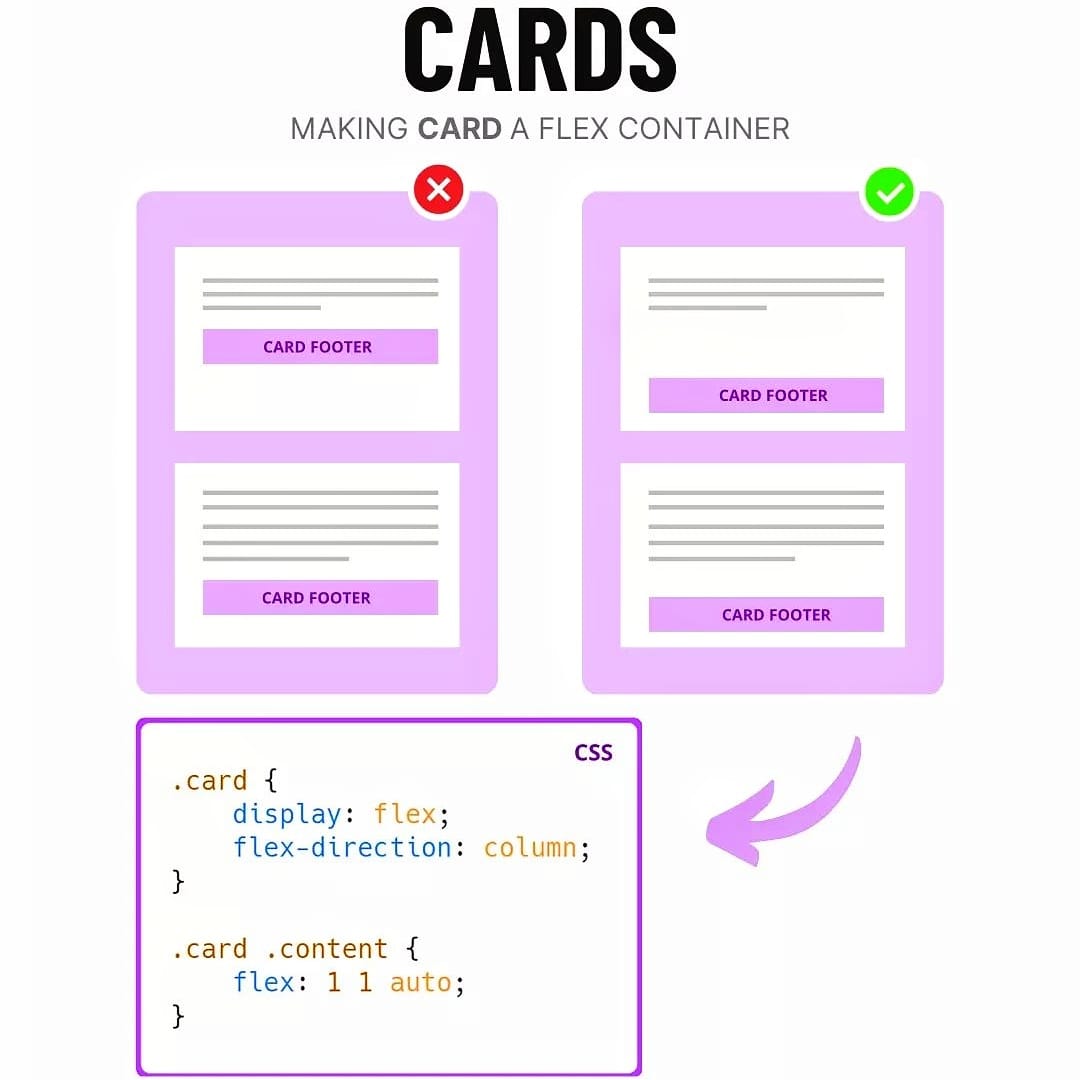 CARDS
MAKING CARD A FLEX CONTAINER
CARD FOOTER
CARD FOOTER
CARD FOOTER
CARD FOOTER
CSS
.card {
    display: flex;
    flex-direction: column;
}
.card .content {
    flex: 1 1 auto;
}